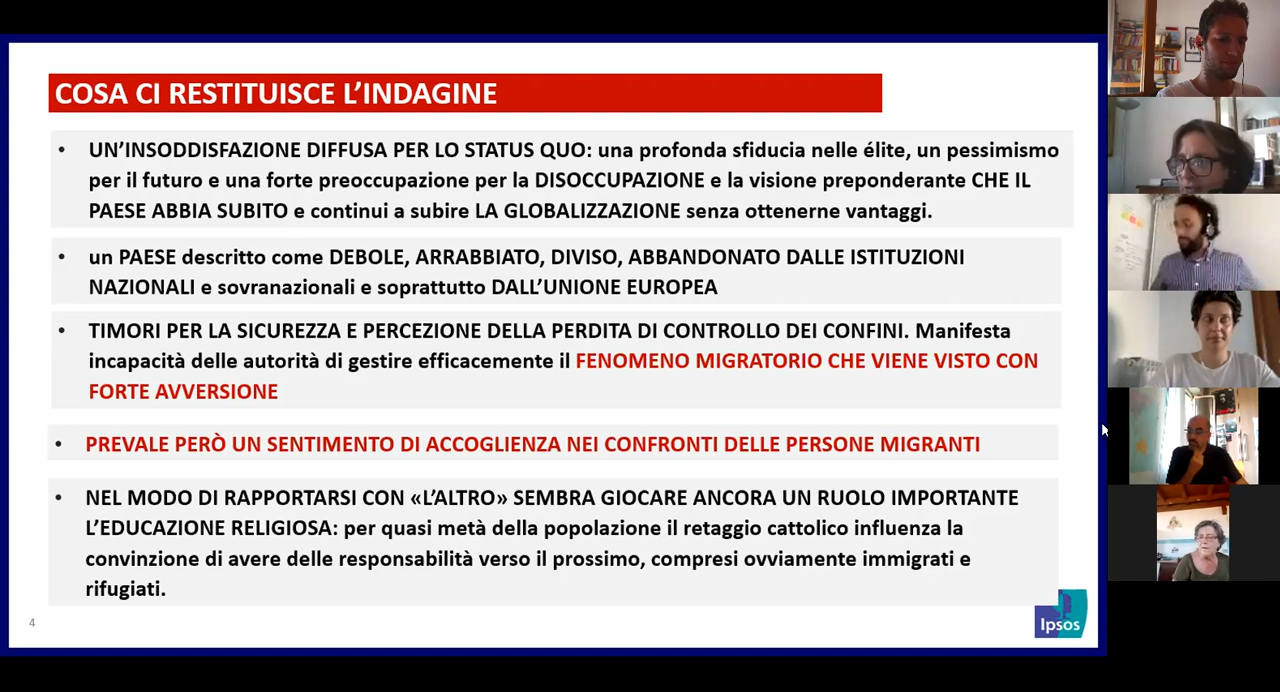 COSA CI RESTITUISCE L'INDAGINE
• UN'INSODDISFAZIONE DIFFUSA PER LO STATUS QUO: una profonda sfiducia nelle élite, un pessimismo
per il futuro e una forte preoccupazione per la DISOCCUPAZIONE e la visione preponderante CHE IL
PAESE ABBIA SUBITO e continui a subire LA GLOBALIZZAZIONE senza ottenerne vantaggi.
• un PAESE descritto come DEBOLE, ARRABBIATO, DIVISO, ABBANDONATO DALLE ISTITUZIONI
NAZIONALI e sovranazionali e soprattutto DALL'UNIONE EUROPEA
• TIMORI PER LA SICUREZZA E PERCEZIONE DELLA PERDITA DI CONTROLLO DEI CONFINI. Manifesta
incapacità delle autorità di gestire efficacemente il FENOMENO MIGRATORIO CHE VIENE VISTO CON
FORTE AVVERSIONE
• PREVALE PERÒ UN SENTIMENTO DI ACCOGLIENZA NEI CONFRONTI DELLE PERSONE MIGRANTI
• NEL MODO DI RAPPORTARSI CON «L'ALTRO» SEMBRA GIOCARE ANCORA UN RUOLO IMPORTANTE
L'EDUCAZIONE RELIGIOSA: per quasi metà della popolazione il retaggio cattolico influenza la
convinzione di avere delle responsabilità verso il prossimo, compresi ovviamente immigrati e
rifugiati.
4
Ipsos